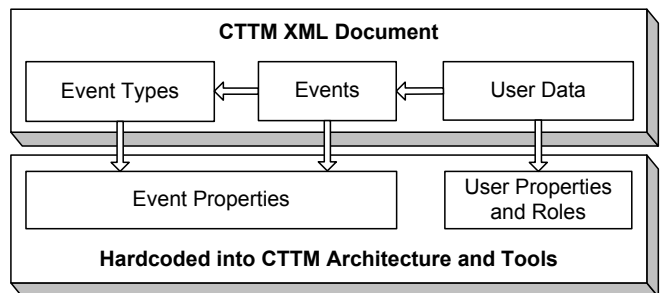 CTTM XML Document
Event Types
Events
User Data
Event Properties
User Properties
and Roles
Hardcoded into CTTM Architecture and Tools